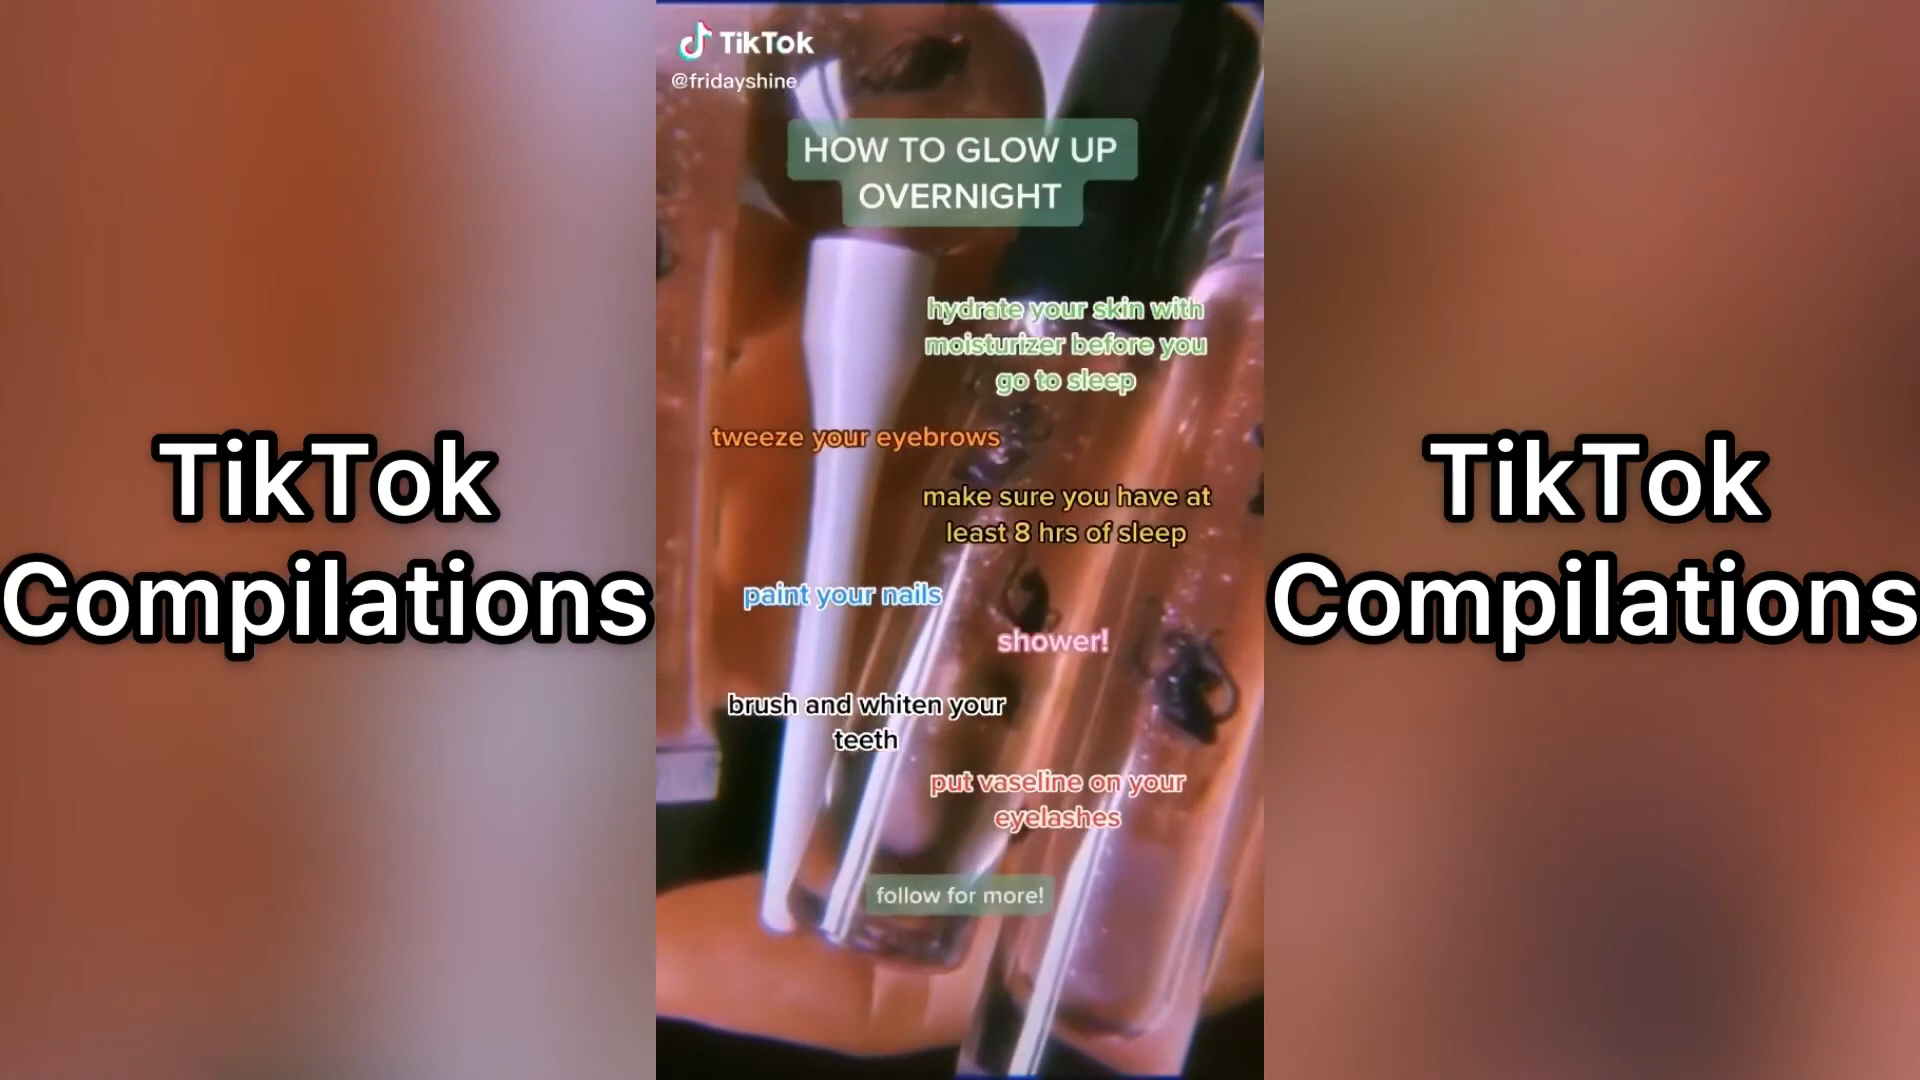 TikTok
@fridayshine
HOW TO GLOW UP
OVERNIGHT
hydrate your skin with
moisturizer before you
go to sleep
tweeze your eyebrows
make sure you have at
least 8 hrs of sleep
paint your nails
shower!
brush and whiten your
teeth
put vaseline on your
eyelashes
follow for more!
TikTok
Compilations
TikTok
Compilations